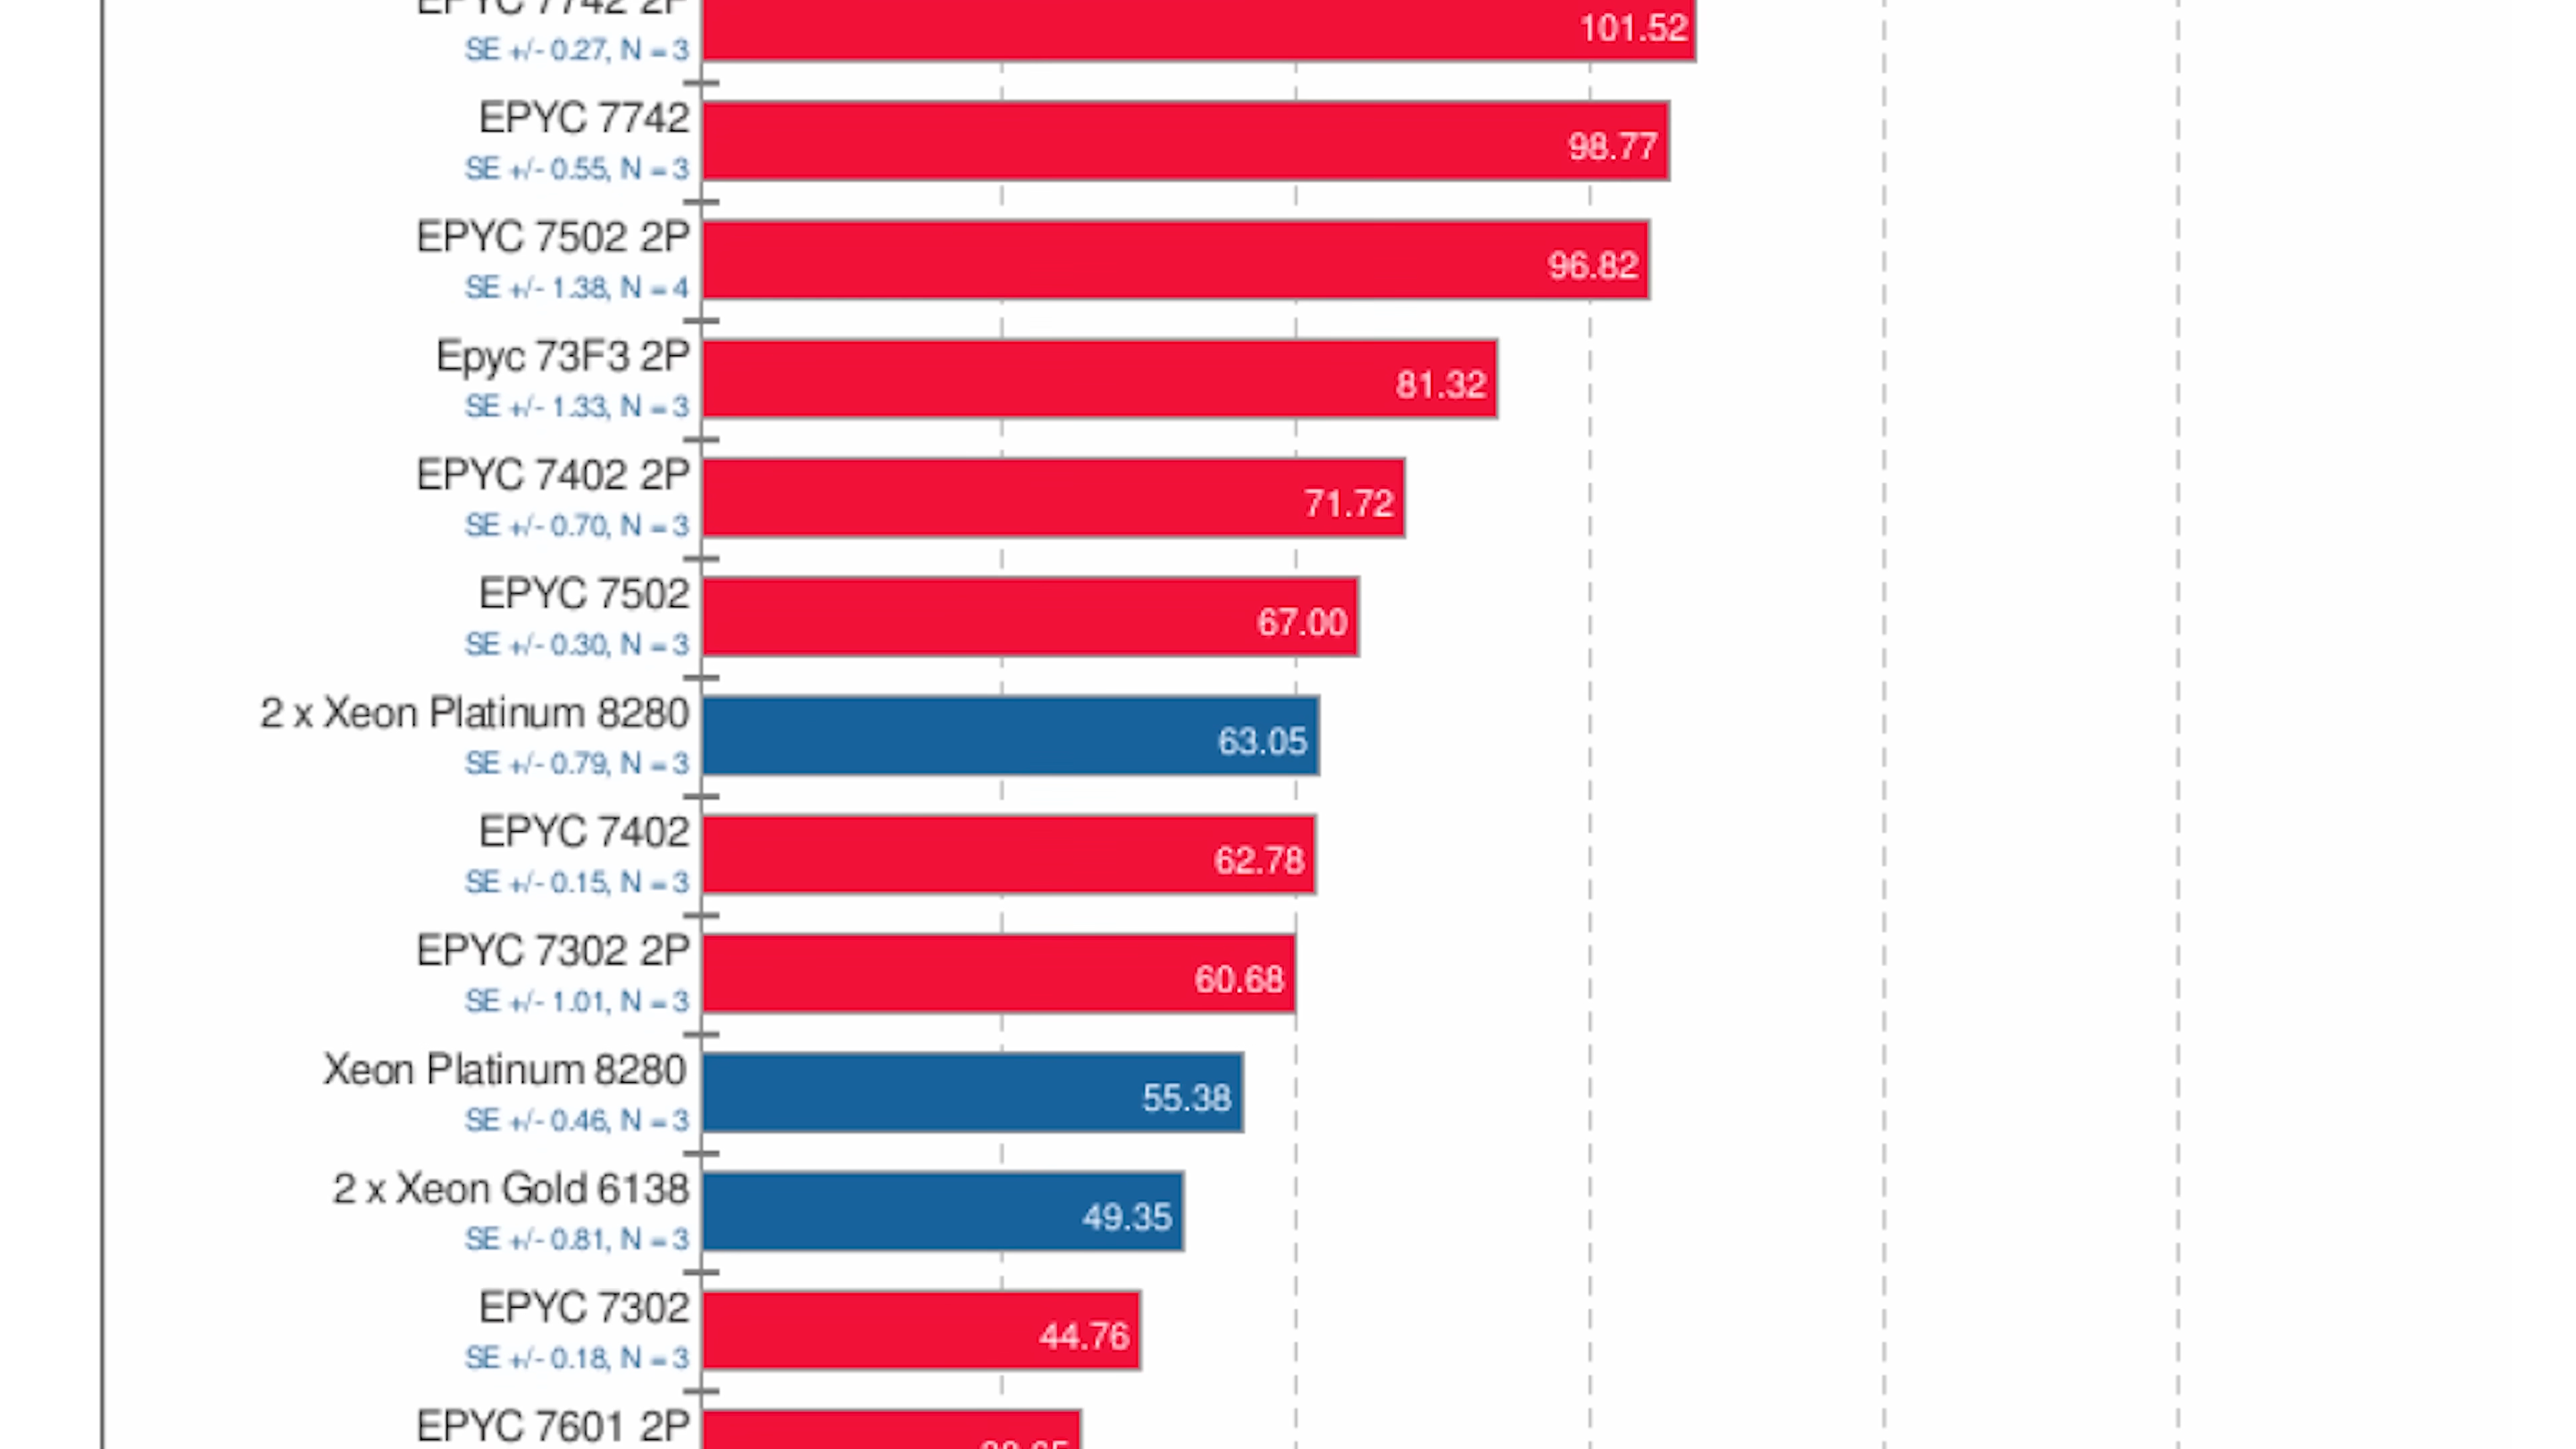 EPYC 7742 2P
101.52
SE +/- 0.27, N = 3
EPYC 7742
98.77
SE +/- 0.55, N = 3
EPYC 7502 2P
96.82
SE +/- 1.38, N = 4
Epyc 73F3 2P
81.32
SE +/- 1.33, N = 3
EPYC 7402 2P
71.72
SE +/- 0.70, N = 3
EPYC 7502
67.00
SE +/- 0.30, N = 3
2 x Xeon Platinum 8280
63.05
SE +/- 0.79, N = 3
EPYC 7402
62.78
SE +/- 0.15, N = 3
EPYC 7302 2P
60.68
SE +/- 1.01, N = 3
Xeon Platinum 8280
55.38
SE +/- 0.46, N = 3
2 x Xeon Gold 6138
49.35
SE +/- 0.81, N = 3
EPYC 7302
44.76
SE +/- 0.18, N = 3
EPYC 7601 2P